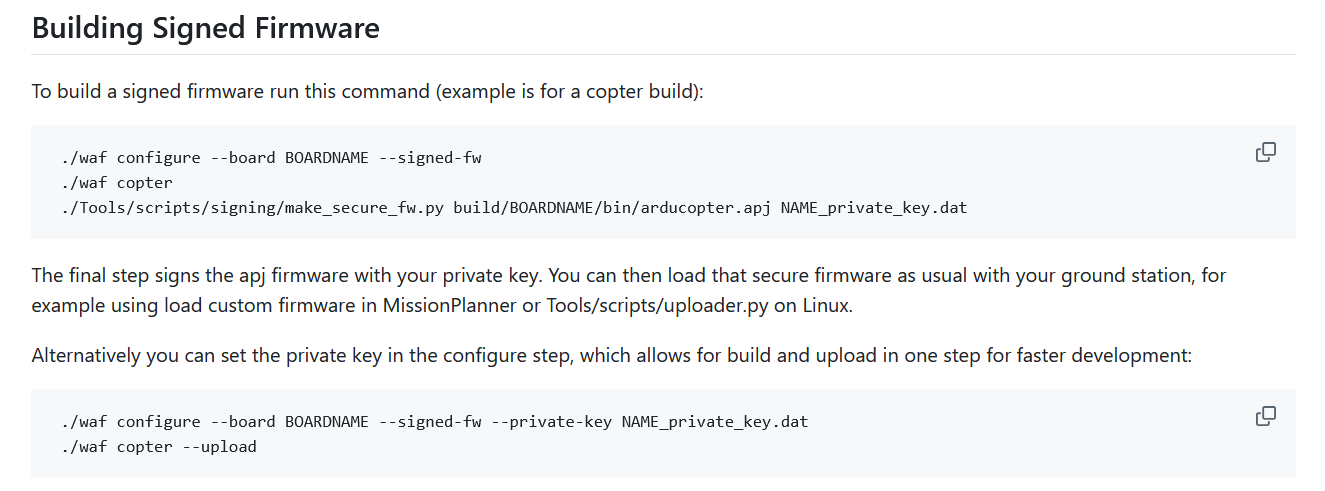 Building Signed Firmware
To build a signed firmware run this command (example is for a copter build):
./waf configure --board BOARDNAME --signed-fw
./waf copter
./Tools/scripts/signing/make_secure_fw.py build/BOARDNAME/bin/arducopter.apj NAME_private_key.dat
The final step signs the apj firmware with your private key. You can then load that secure firmware as usual with your ground station, for
example using load custom firmware in MissionPlanner or Tools/scripts/uploader.py on Linux.
Alternatively you can set the private key in the configure step, which allows for build and upload in one step for faster development:
./waf configure --board BOARDNAME --signed-fw --private-key NAME_private_key.dat
./waf copter --upload